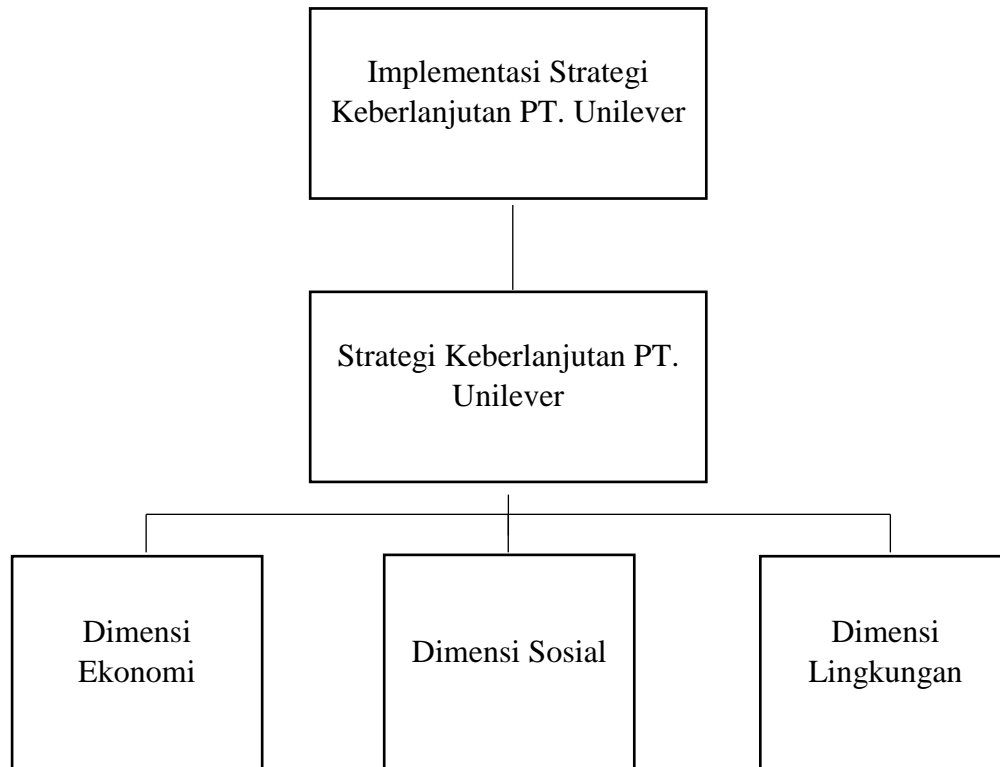 Implementasi Strategi
Keberlanjutan PT. Unilever
Strategi Keberlanjutan PT.
Unilever
Dimensi
Ekonomi
Dimensi Sosial
Dimensi
Lingkungan